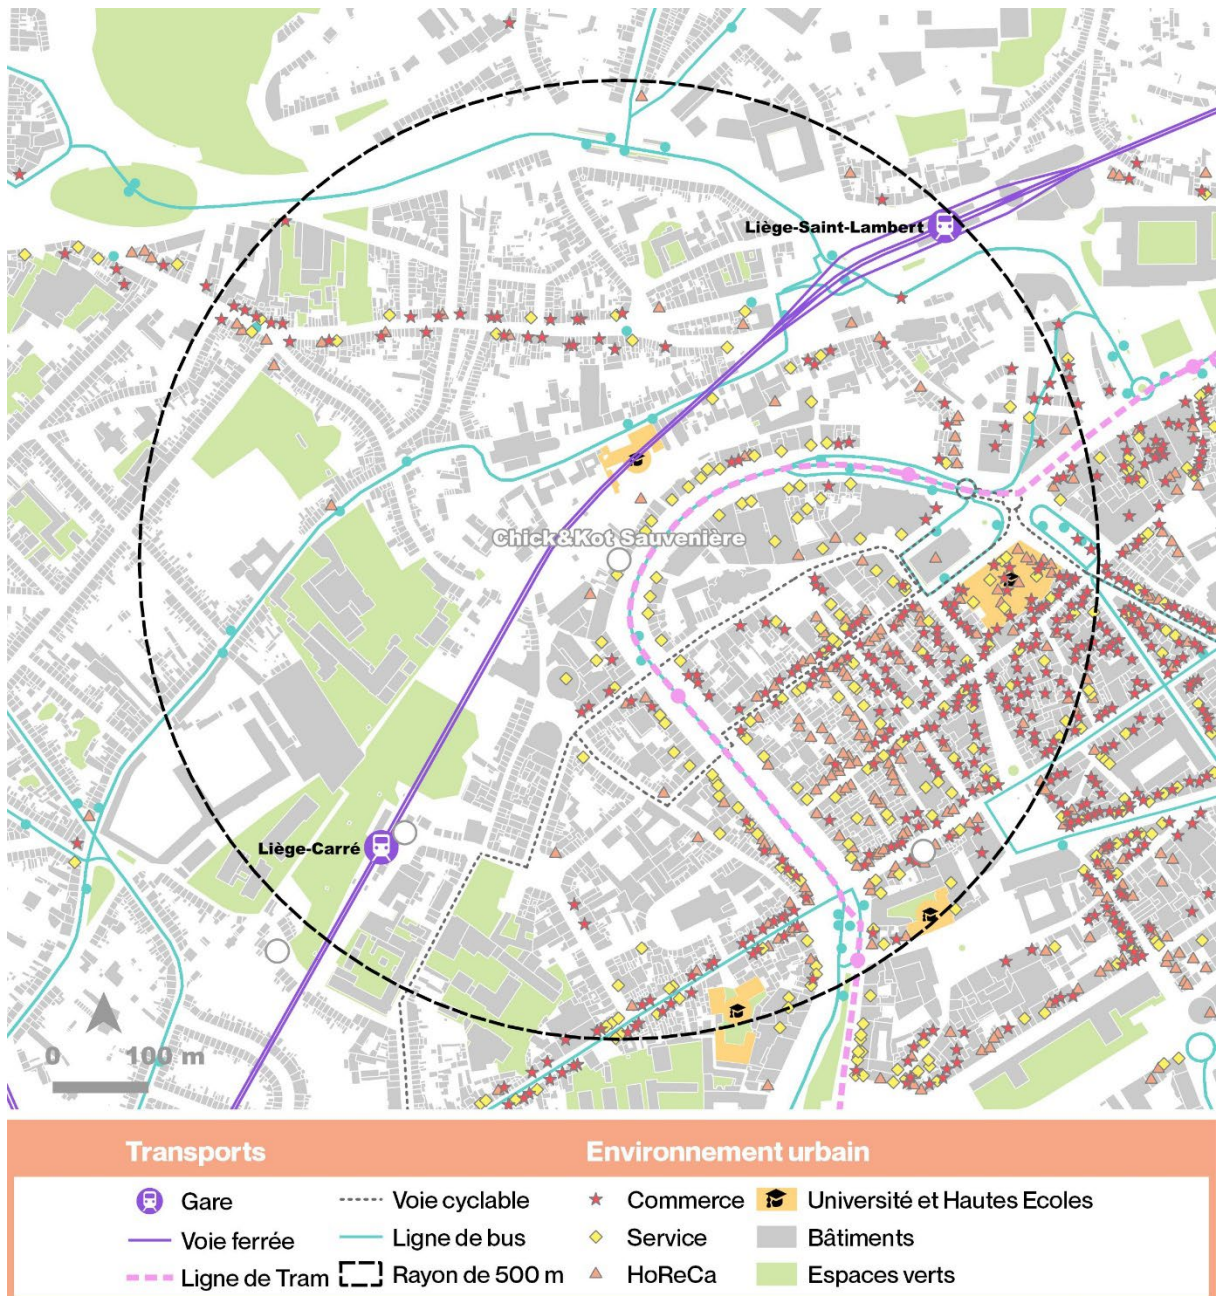 Liège-Saint-Lambert
Chick&Kot Sauvenière
Liège-Carré
0 100 m
Transports
Environnement urbain
Gare
Voie cyclable
Commerce
Université et Hautes Ecoles
Voie ferrée
Ligne de bus
Service
Bâtiments
Ligne de Tram
Rayon de 500 m
HoReCa
Espaces verts